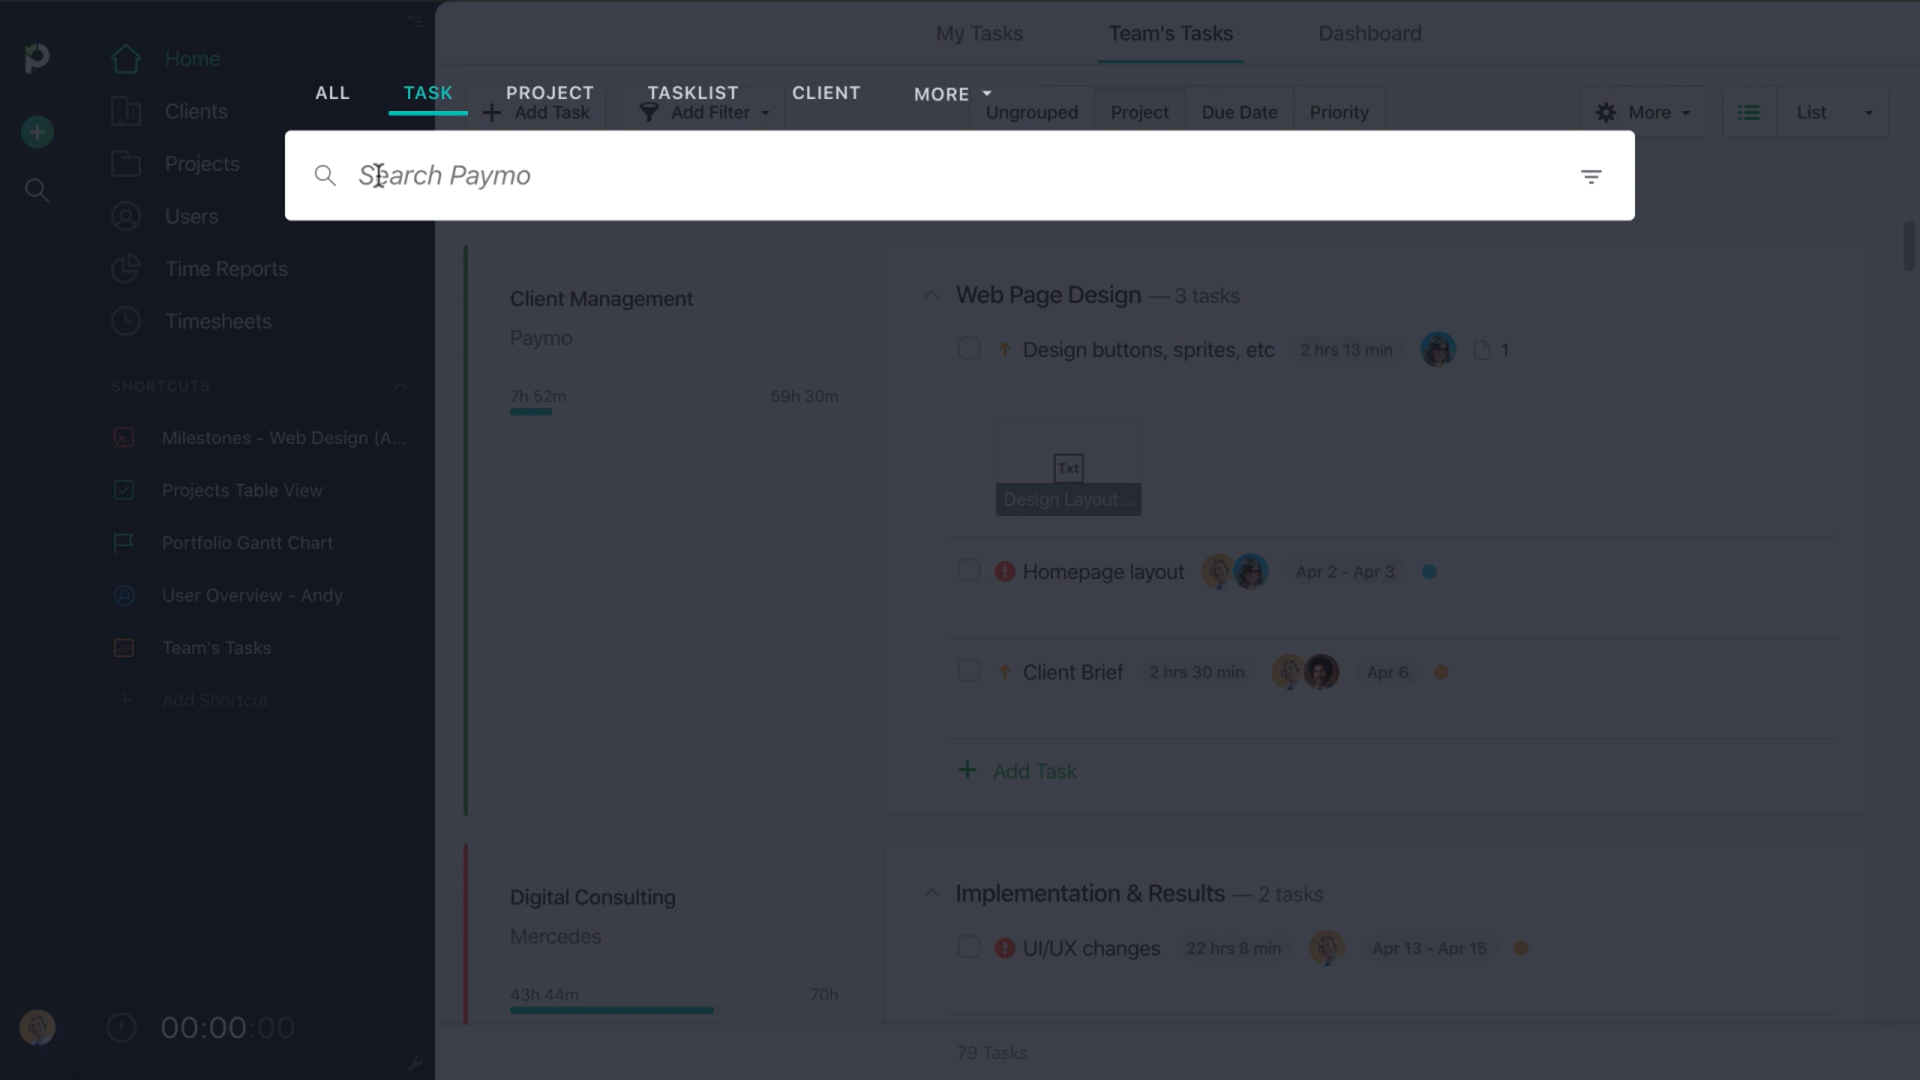 My Tasks Team's Tasks Dashboard
Home
Clients
Projects
Users
Time Reports
Timesheets
SHORTCUTS
Milestones - Web Design (A...
Projects Table View
Portfolio Gantt Chart
User Overview - Andy
Team's Tasks
Add Shortcut
00:00:00
ALL TASK PROJECT TASKLIST CLIENT MORE
Add Task Add Filter Ungrouped Project Due Date Priority More List
Search Paymo
Client Management
Paymo
7h 52m 59h 30m
Web Page Design — 3 tasks
Design buttons, sprites, etc 2 hrs 13 min 1
Txt
Design Layout....
Homepage layout Apr 2 - Apr 3
Client Brief 2 hrs 30 min Apr 6
Add Task
Digital Consulting
Mercedes
43h 44m 70h
Implementation & Results — 2 tasks
UI/UX changes 22 hrs 8 min Apr 13 - Apr 15
79 Tasks